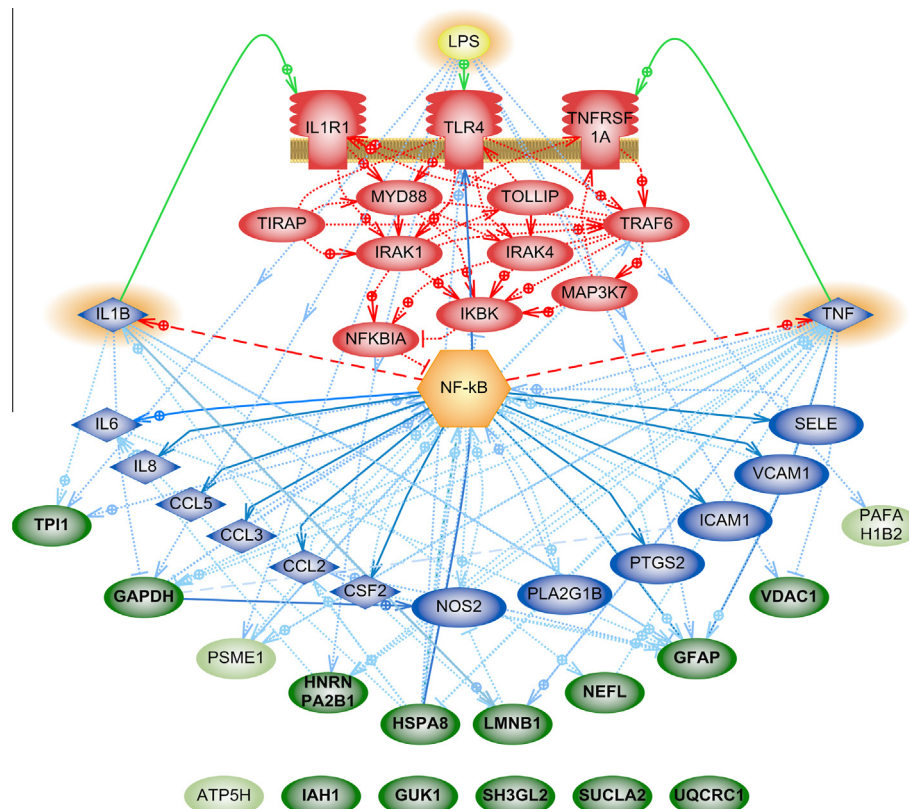 LPS
IL1R1
TLR4
TNFRSF
1A
MYD88
TOLLIP
TIRAP
TRAF6
IRAK1
IRAK4
MAP3K7
IL1B
IKBK
TNF
NFKBIA
NF-kB
IL6
SELE
IL8
VCAM1
CCL5
ICAM1
TPI1
PAFA
H1B2
CCL3
CCL2
PTGS2
GAPDH
CSF2
NOS2
PLA2G1B
VDAC1
PSME1
GFAP
HNRN
PA2B1
NEFL
HSPA8
LMNB1
ATP5H
IAH1
GUK1
SH3GL2
SUCLA2
UQCRC1